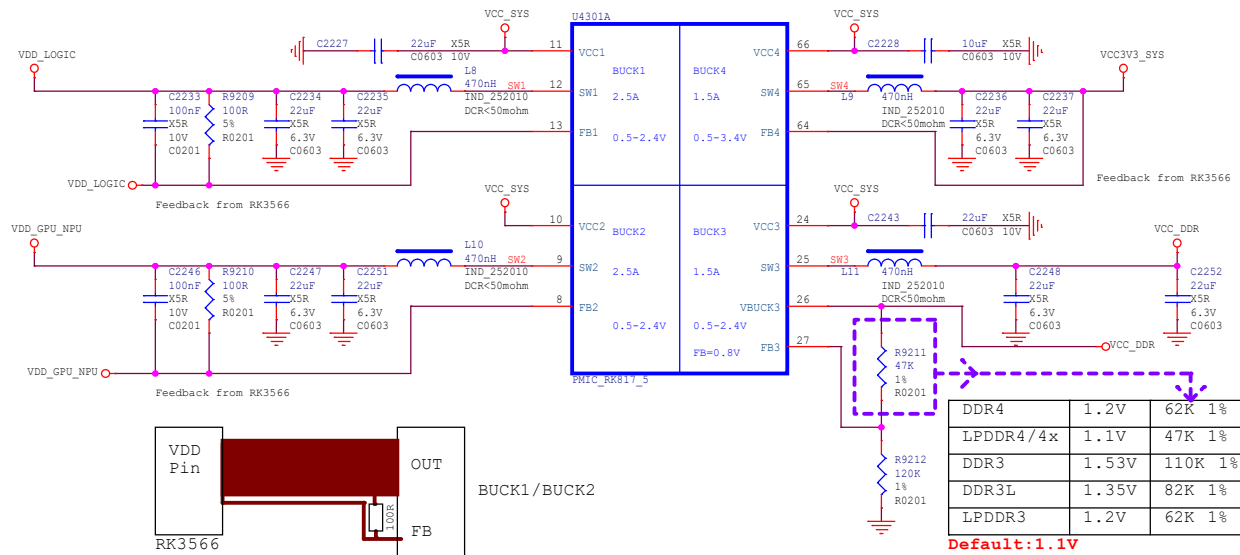 U4301A
VCC_SYS
C2227 22uF X5R
C0603 10V
11 VCC1
VDD_LOGIC
L8
470nH
IND_252010
DCR<50mohm
SW1
12 SW1
C2233
100nF
X5R
10V
C0201
R9209
100R
5%
R0201
C2234
22uF
X5R
6.3V
C0603
C2235
22uF
X5R
6.3V
C0603
13 FB1
VDD_LOGIC
Feedback from RK3566
BUCK1
2.5A
0.5-2.4V
BUCK4
1.5A
0.5-3.4V
VCC_SYS
VCC4 66
C2228 10uF X5R
C0603 10V
VCC3V3_SYS
SW4 65
SW4
L9 470nH
IND_252010
DCR<50mohm
C2236
22uF
X5R
6.3V
C0603
C2237
22uF
X5R
6.3V
C0603
FB4 64
Feedback from RK3566
VCC_SYS
10 VCC2
VDD_GPU_NPU
L10
470nH
IND_252010
DCR<50mohm
SW2
9 SW2
C2246
100nF
X5R
10V
C0201
R9210
100R
5%
R0201
C2247
22uF
X5R
6.3V
C0603
C2251
22uF
X5R
6.3V
C0603
8 FB2
VDD_GPU_NPU
Feedback from RK3566
BUCK2
2.5A
0.5-2.4V
BUCK3
1.5A
0.5-2.4V
FB=0.8V
VCC_SYS
VCC3 24
C2243 22uF X5R
C0603 10V
VCC_DDR
SW3 25
SW3
L11 470nH
IND_252010
DCR<50mohm
C2248
22uF
X5R
6.3V
C0603
C2252
22uF
X5R
6.3V
C0603
VBUCK3 26
VCC_DDR
FB3 27
R9211
47K
1%
R0201
R9212
120K
1%
R0201
PMIC_RK817_5
DDR4 1.2V 62K 1%
LPDDR4/4x 1.1V 47K 1%
DDR3 1.53V 110K 1%
DDR3L 1.35V 82K 1%
LPDDR3 1.2V 62K 1%
Default:1.1V
VDD
Pin
OUT
100R
FB
BUCK1/BUCK2
RK3566